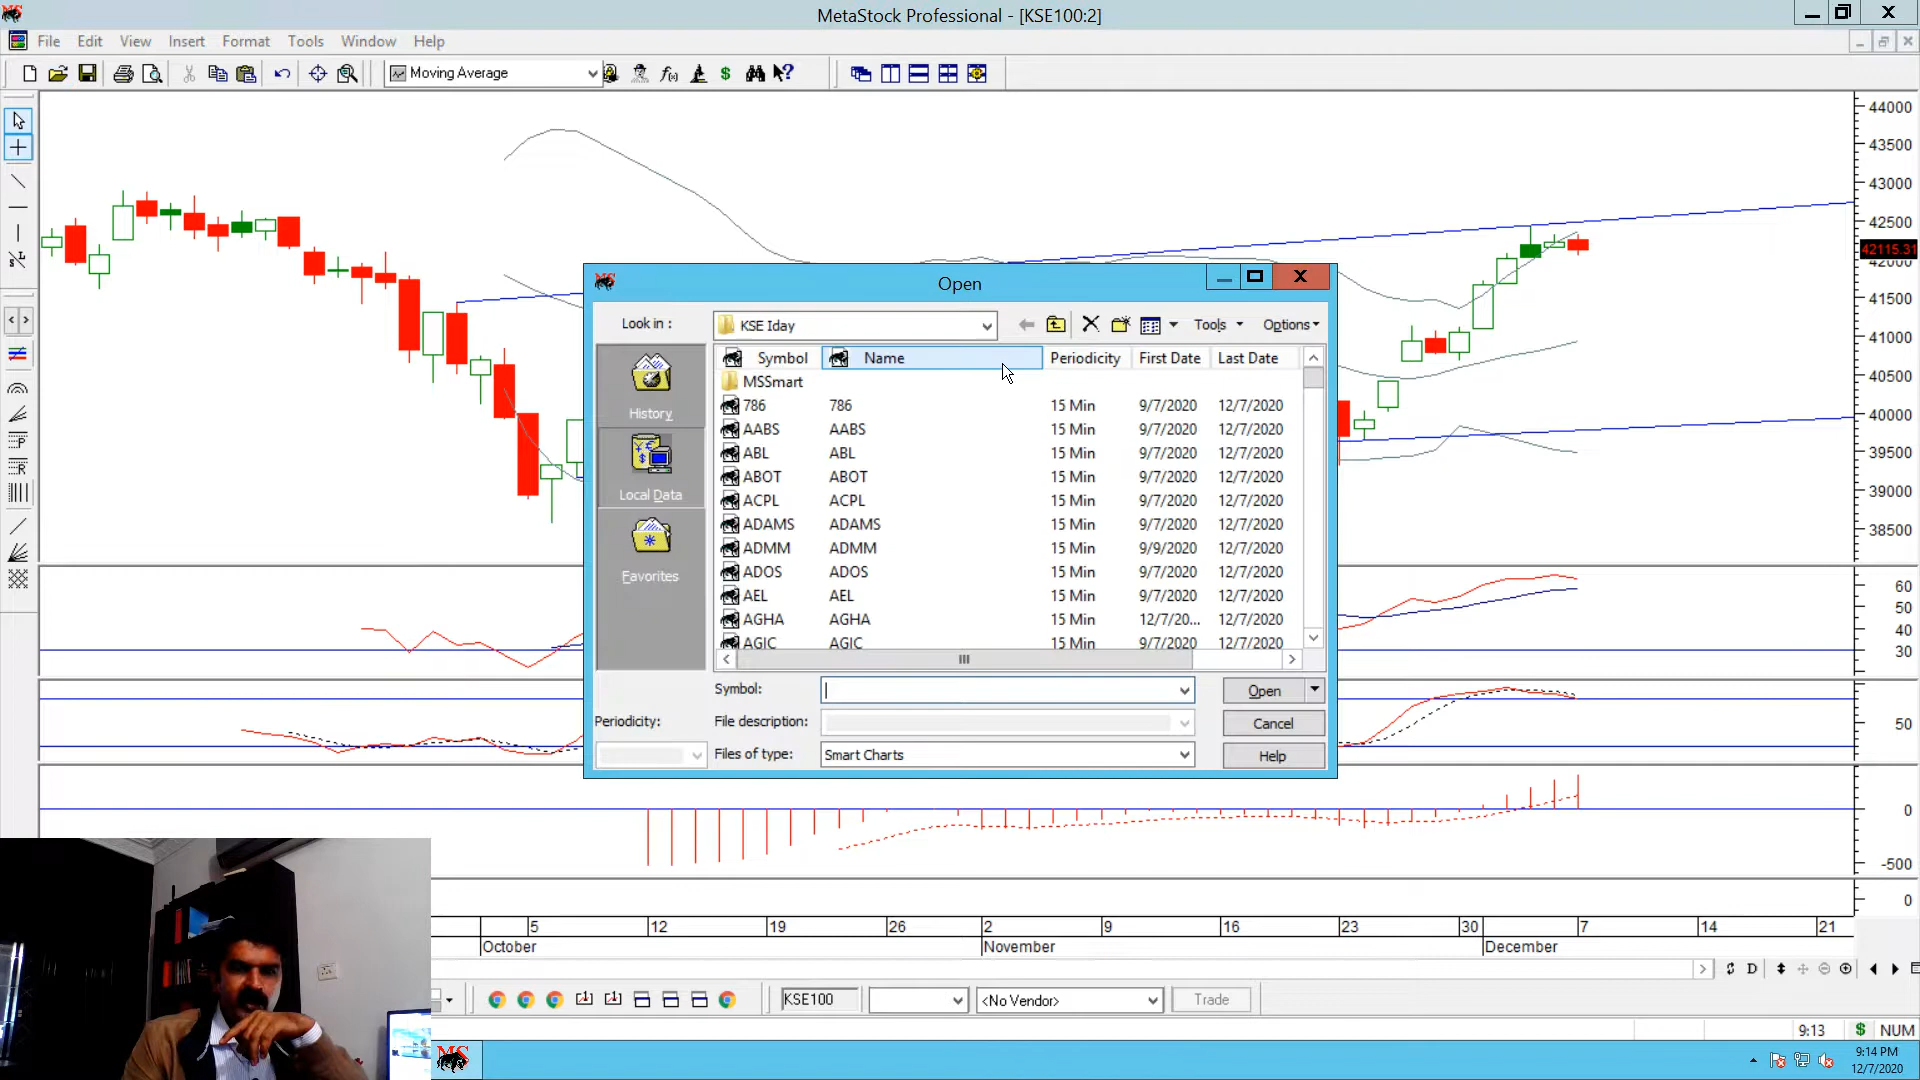 MetaStock Professional - [KSE100:2]
File Edit View Insert Format Tools Window Help
Moving Average
44000
43500
43000
42500
42115.31
42000
41500
41000
40500
40000
39500
39000
38500
Open
Look in :
KSE Iday
Tools
Options
Symbol Name Periodicity First Date Last Date
MSSmart
786 786 15 Min 9/7/2020 12/7/2020
AABS AABS 15 Min 9/7/2020 12/7/2020
ABL ABL 15 Min 9/7/2020 12/7/2020
ABOT ABOT 15 Min 9/7/2020 12/7/2020
ACPL ACPL 15 Min 9/7/2020 12/7/2020
ADAMS ADAMS 15 Min 9/7/2020 12/7/2020
ADMM ADMM 15 Min 9/9/2020 12/7/2020
ADOS ADOS 15 Min 9/7/2020 12/7/2020
AEL AEL 15 Min 9/7/2020 12/7/2020
AGHA AGHA 15 Min 12/7/20... 12/7/2020
AGIC AGIC 15 Min 9/7/2020 12/7/2020
History
Local Data
Favorites
Symbol:
Open
Periodicity:
File description:
Cancel
Files of type:
Smart Charts
Help
60
50
40
30
50
0
-500
0
5 12 19 26 2 9 16 23 30 7 14 21
October November December
D
KSE100
<No Vendor>
Trade
9:13
$
NUM
MS
9:14 PM
12/7/2020